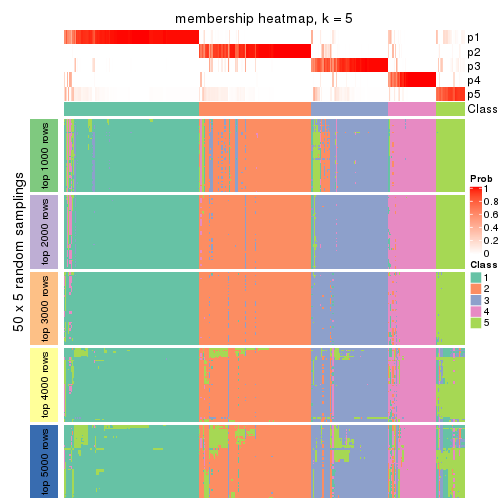 membership heatmap, k = 5
p1
p2
p3
p4
p5
Class
50 x 5 random samplings
top 1000 rows
top 2000 rows
top 3000 rows
top 4000 rows
top 5000 rows
Prob
1
0.8
0.6
0.4
0.2
0
Class
1
2
3
4
5